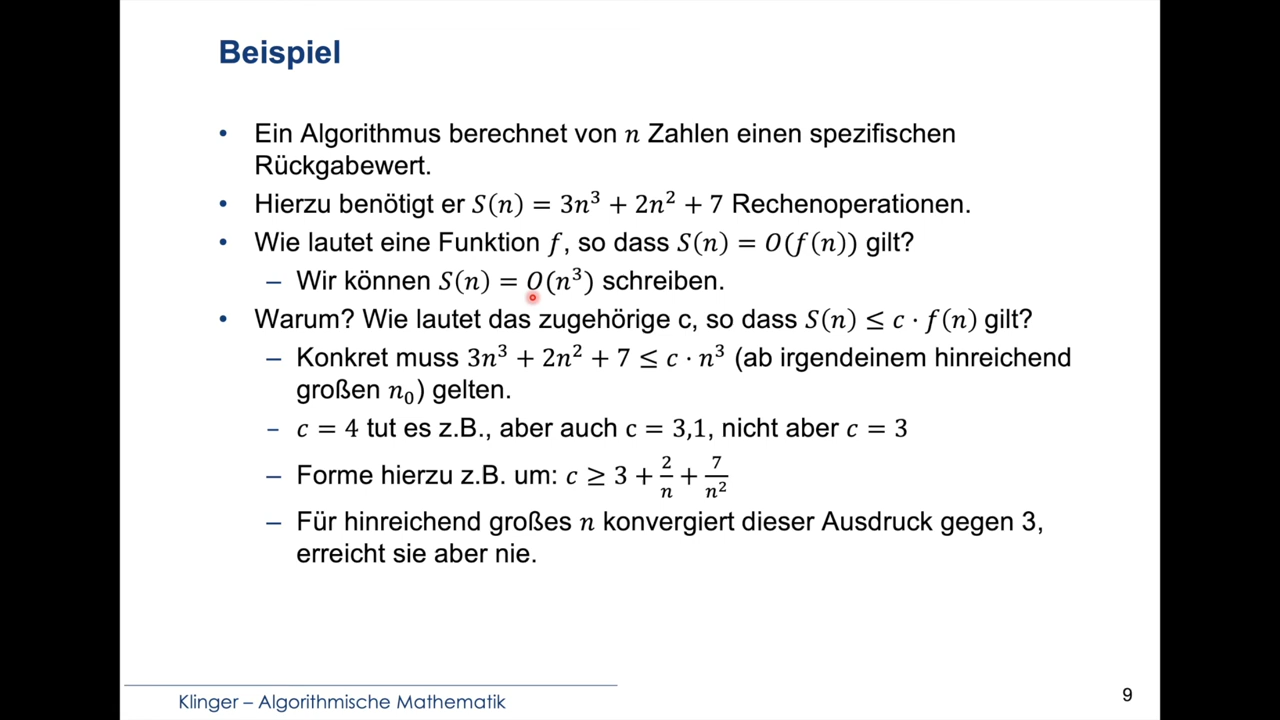 Beispiel
• Ein Algorithmus berechnet von n Zahlen einen spezifischen
Rückgabewert.
• Hierzu benötigt er S(n) = 3n³ + 2n² + 7 Rechenoperationen.
• Wie lautet eine Funktion f, so dass S(n) = O(f(n)) gilt?
– Wir können S(n) = O(n³) schreiben.
• Warum? Wie lautet das zugehörige c, so dass S(n) ≤ c · f(n) gilt?
– Konkret muss 3n³ + 2n² + 7 ≤ c · n³ (ab irgendeinem hinreichend
großen n₀) gelten.
– c = 4 tut es z.B., aber auch c = 3,1, nicht aber c = 3
– Forme hierzu z.B. um: c ≥ 3 + 2/n + 7/n²
– Für hinreichend großes n konvergiert dieser Ausdruck gegen 3,
erreicht sie aber nie.
Klinger – Algorithmische Mathematik
9